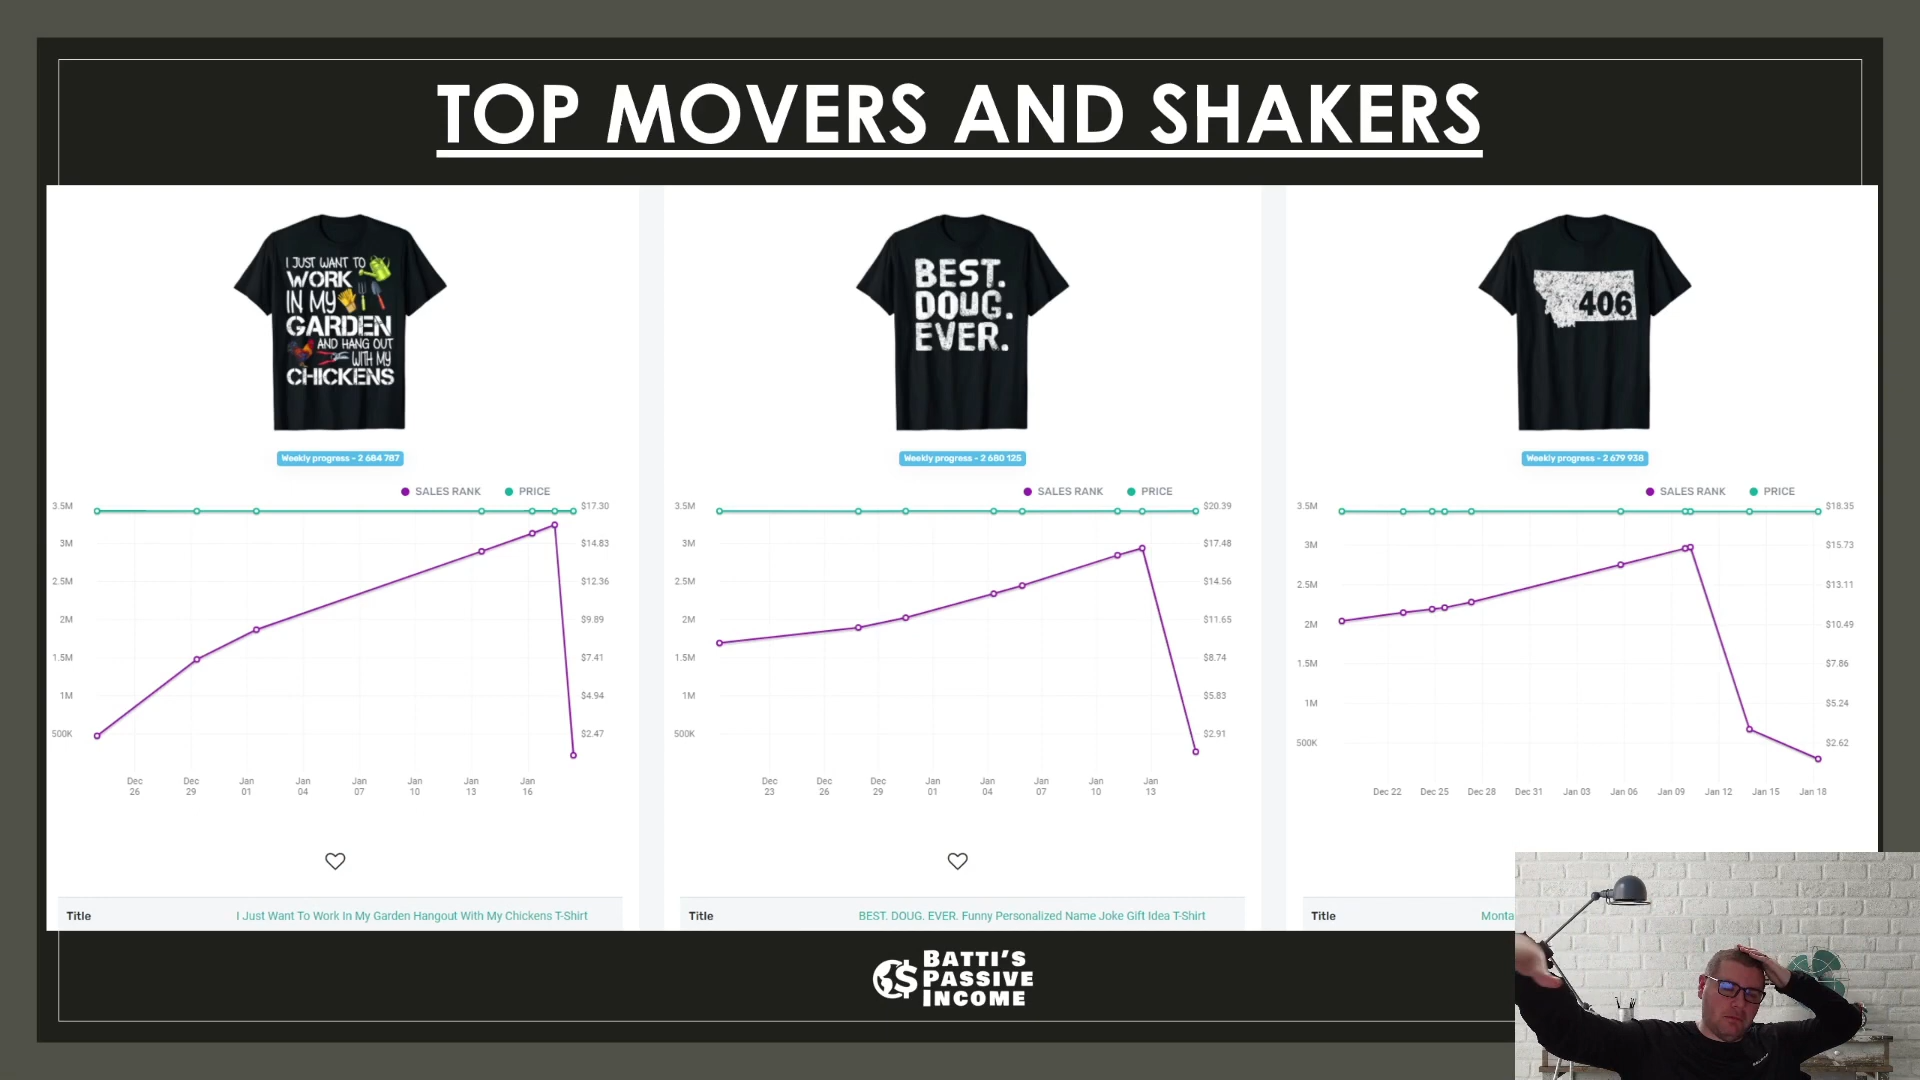 TOP MOVERS AND SHAKERS
I JUST WANT TO
WORK
IN MY
GARDEN
AND HANG OUT
WITH MY
CHICKENS
Weekly progress - 2 684 787
SALES RANK PRICE
3.5M
3M
2.5M
2M
1.5M
1M
500K
$17.30
$14.83
$12.36
$9.89
$7.41
$4.94
$2.47
Dec 26
Dec 29
Jan 01
Jan 04
Jan 07
Jan 10
Jan 13
Jan 16
Title I Just Want To Work In My Garden Hangout With My Chickens T-Shirt
BEST.
DOUG.
EVER.
Weekly progress - 2 680 125
SALES RANK PRICE
3.5M
3M
2.5M
2M
1.5M
1M
500K
$20.39
$17.48
$14.56
$11.65
$8.74
$5.83
$2.91
Dec 23
Dec 26
Dec 29
Jan 01
Jan 04
Jan 07
Jan 10
Jan 13
Title BEST. DOUG. EVER. Funny Personalized Name Joke Gift Idea T-Shirt
406
Weekly progress - 2 679 938
SALES RANK PRICE
3.5M
3M
2.5M
2M
1.5M
1M
500K
$18.35
$15.73
$13.11
$10.49
$7.86
$5.24
$2.62
Dec 22 Dec 25 Dec 28 Dec 31 Jan 03 Jan 06 Jan 09 Jan 12 Jan 15 Jan 18
Title Monta
BATTI'S
PASSIVE
INCOME